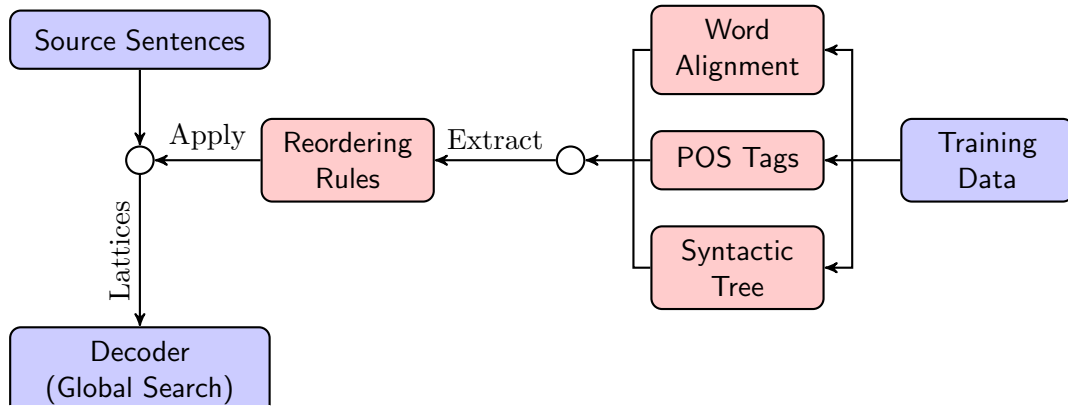 Source Sentences
Word
Alignment
Apply
Reordering
Rules
Extract
POS Tags
Training
Data
Lattices
Syntactic
Tree
Decoder
(Global Search)